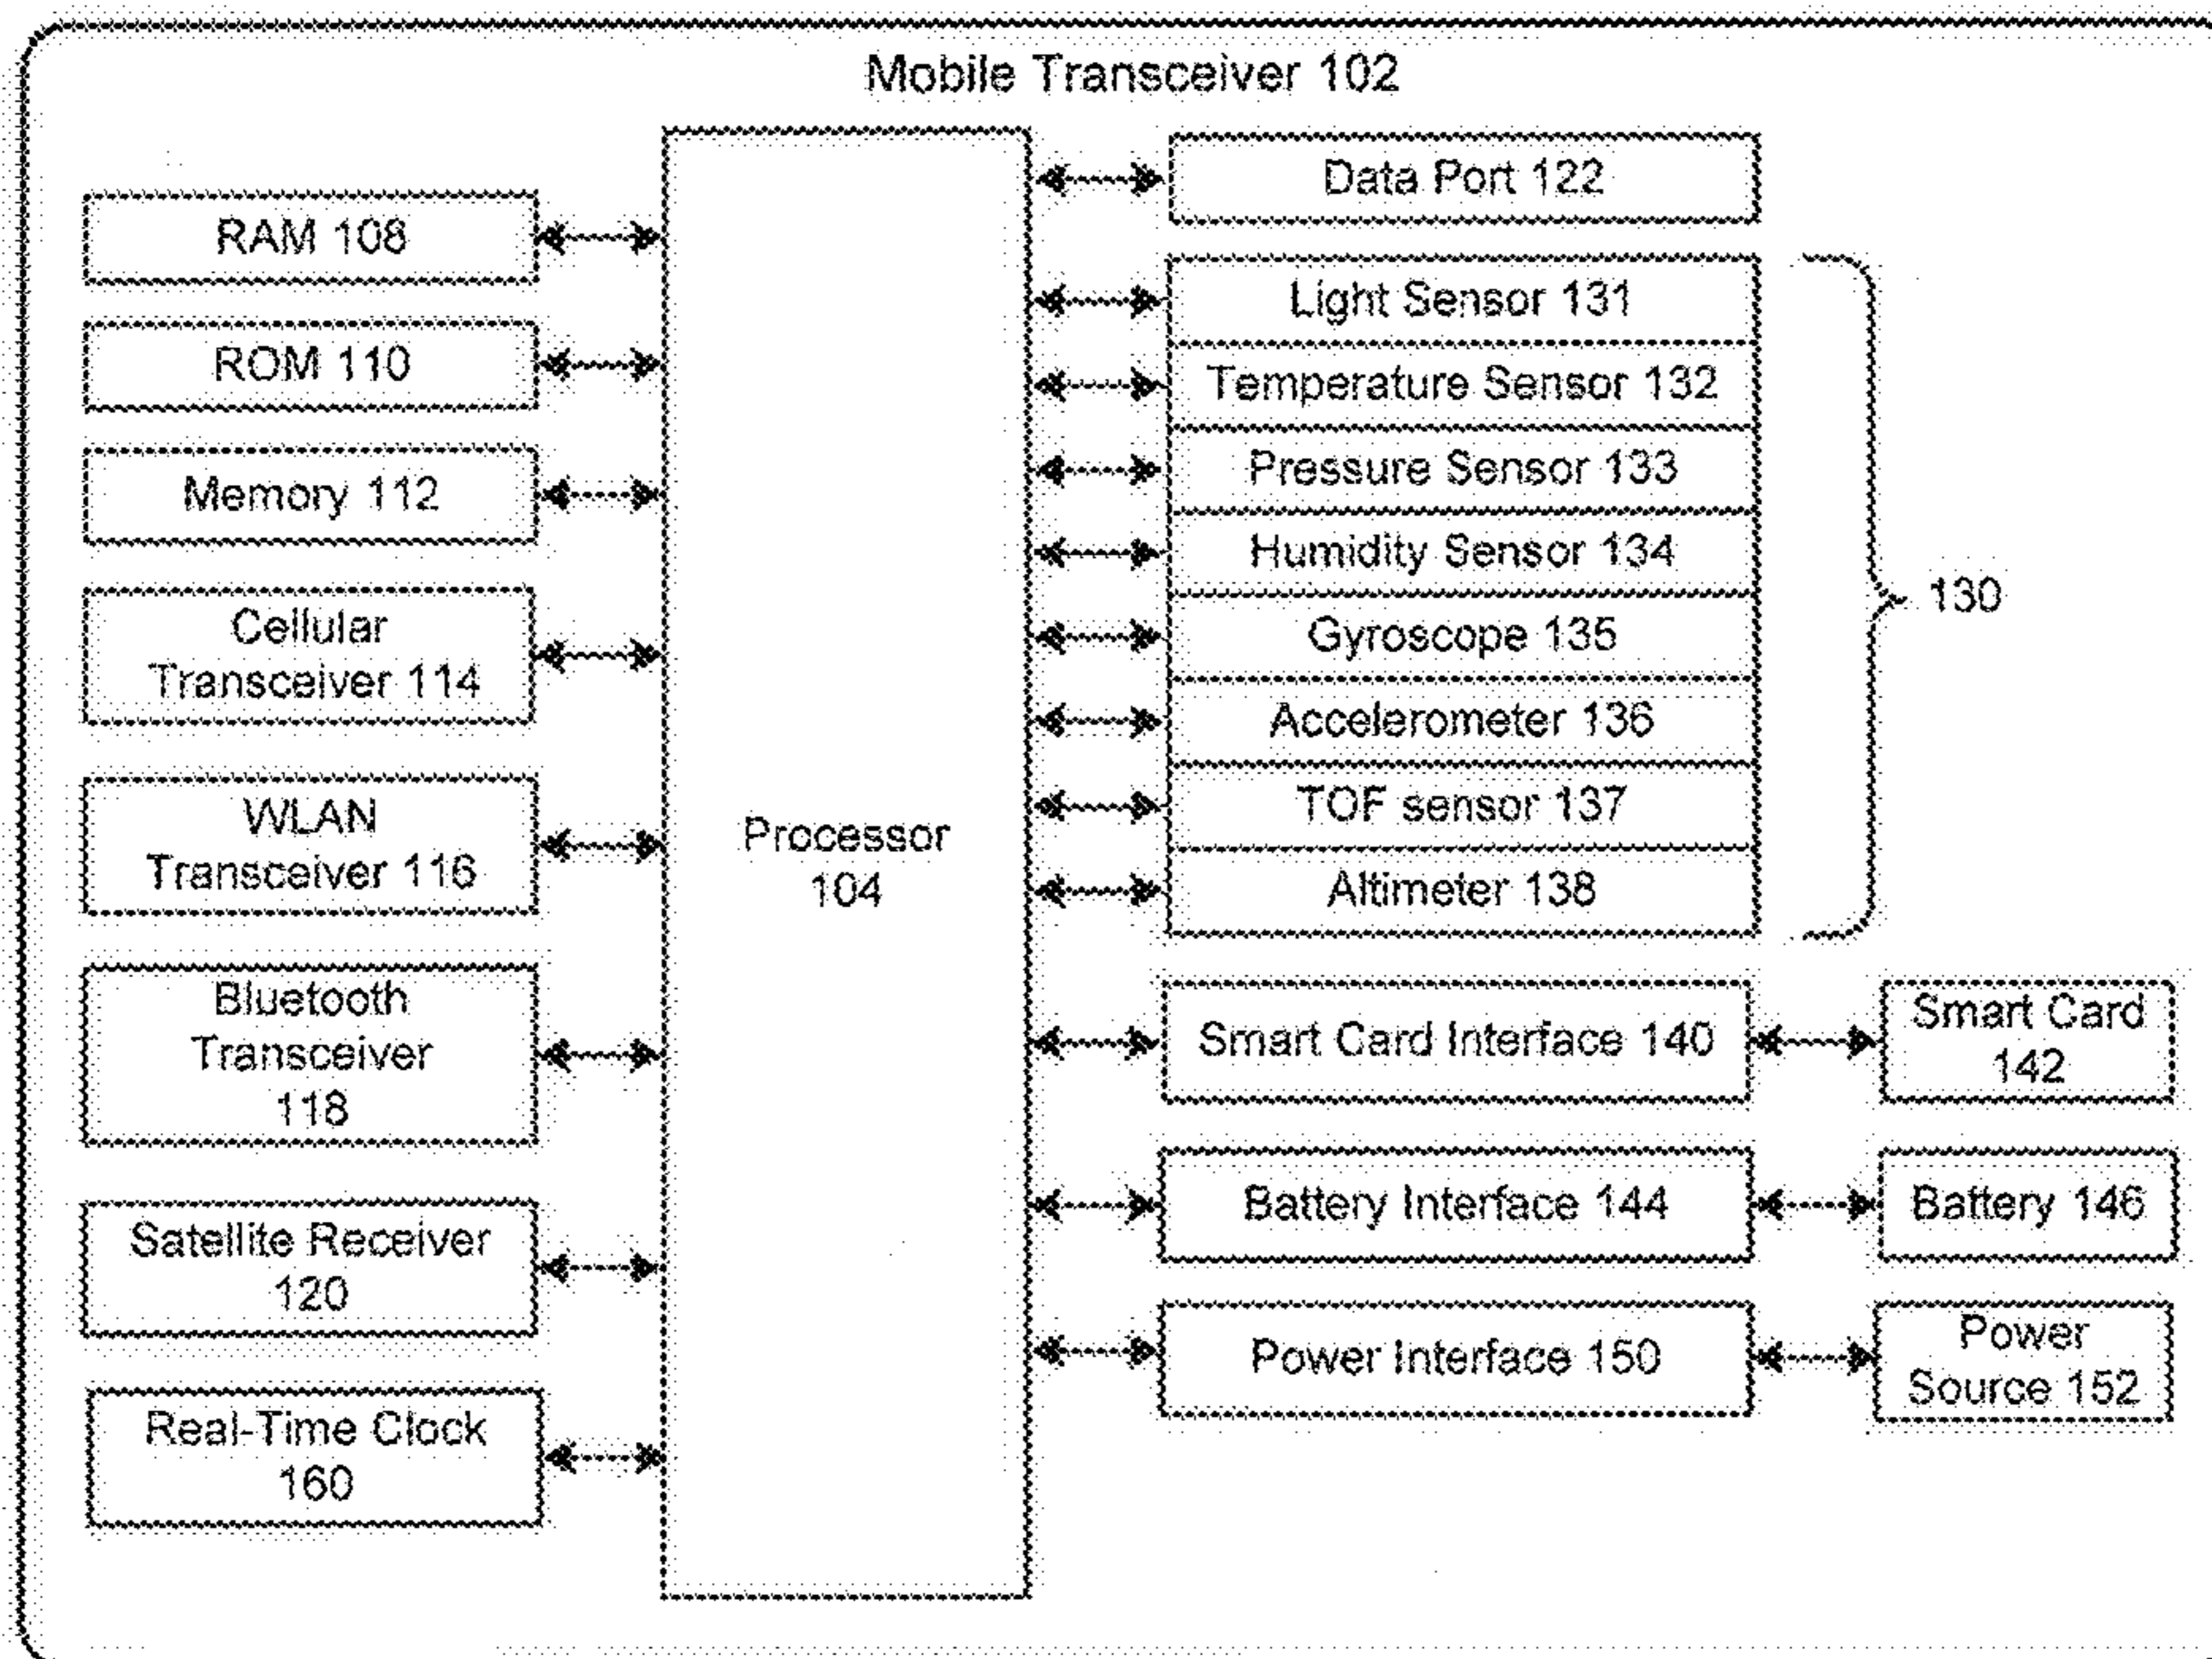 Mobile Transceiver 102
RAM 108
ROM 110
Memory 112
Cellular
Transceiver 114
WLAN
Transceiver 116
Bluetooth
Transceiver
118
Satellite Receiver
120
Real-Time Clock
160
Processor
104
Data Port 122
Light Sensor 131
Temperature Sensor 132
Pressure Sensor 133
Humidity Sensor 134
Gyroscope 135
Accelerometer 136
TOF sensor 137
Altimeter 138
130
Smart Card Interface 140
Smart Card
142
Battery Interface 144
Battery 146
Power Interface 150
Power
Source 152